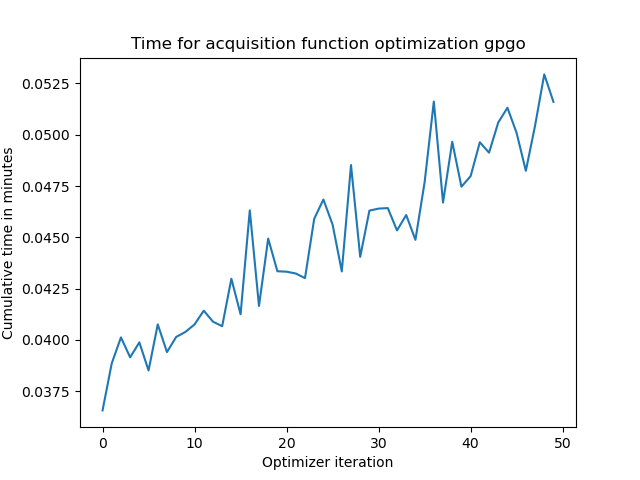 Time for acquisition function optimization gpgo
0.0525
0.0500
0.0475
0.0450
0.0425
0.0400
0.0375
Cumulative time in minutes
0 10 20 30 40 50
Optimizer iteration